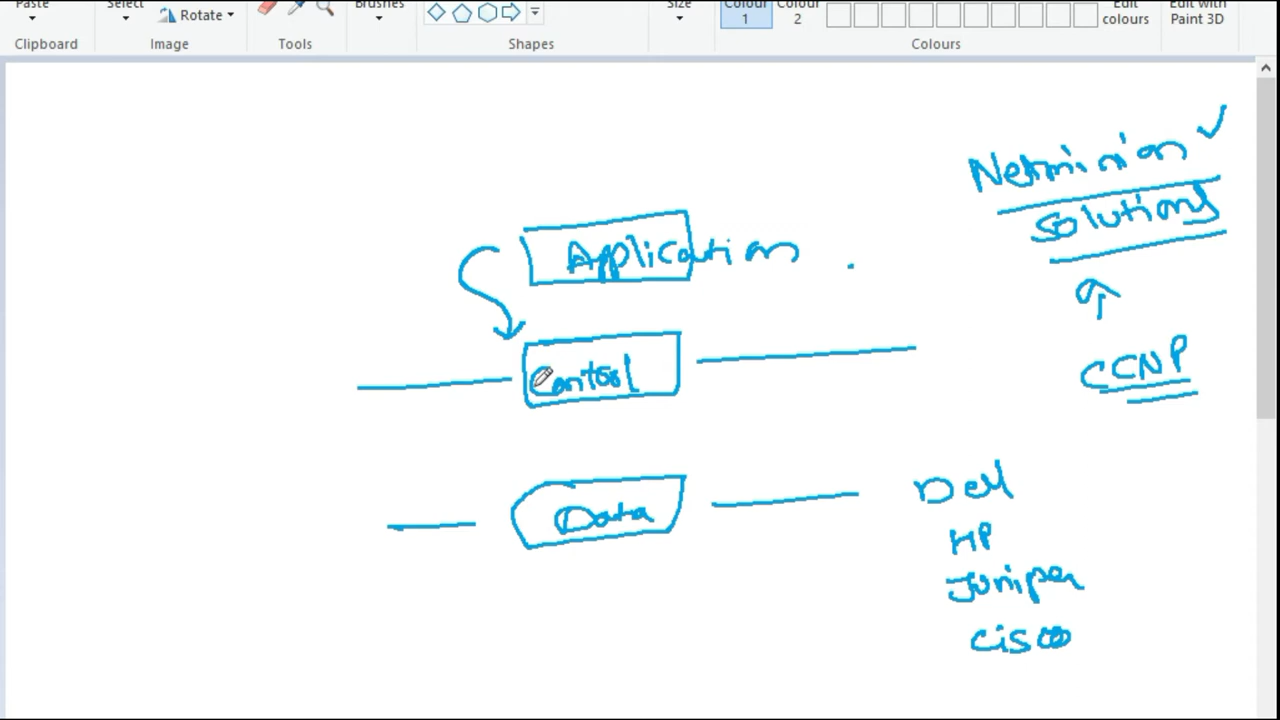 Paste
Select
Rotate
Brushes
Size
Colour
1
Colour
2
Edit
colours
Edit with
Paint 3D
Clipboard
Image
Tools
Shapes
Colours
Netminion
Solutions
Application
Control
CCNP
Data
Dell
HP
Juniper
Cisco